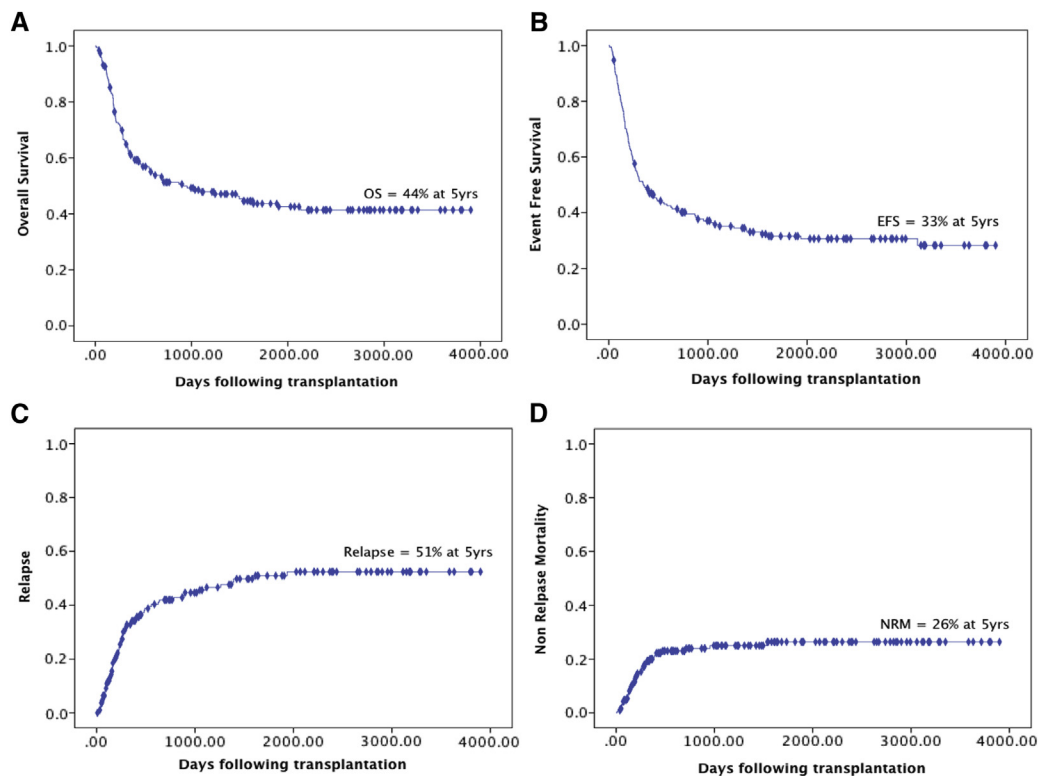 A
1.0
0.8
0.6
0.4
0.2
0.0
Overall Survival
OS = 44% at 5yrs
.00 1000.00 2000.00 3000.00 4000.00
Days following transplantation
B
1.0
0.8
0.6
0.4
0.2
0.0
Event Free Survival
EFS = 33% at 5yrs
.00 1000.00 2000.00 3000.00 4000.00
Days following transplantation
C
1.0
0.8
0.6
0.4
0.2
0.0
Relapse
Relapse = 51% at 5yrs
.00 1000.00 2000.00 3000.00 4000.00
Days following transplantation
D
1.0
0.8
0.6
0.4
0.2
0.0
Non Relpase Mortality
NRM = 26% at 5yrs
.00 1000.00 2000.00 3000.00 4000.00
Days following transplantation